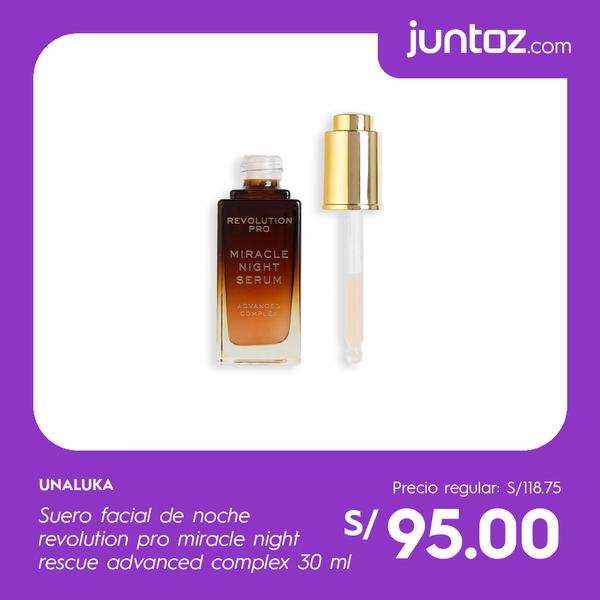 juntoz.com
REVOLUTION
PRO
MIRACLE
NIGHT
SERUM
ADVANCED
COMPLEX
UNALUKA
Suero facial de noche
revolution pro miracle night
rescue advanced complex 30 ml
Precio regular: S/118.75
S/ 95.00